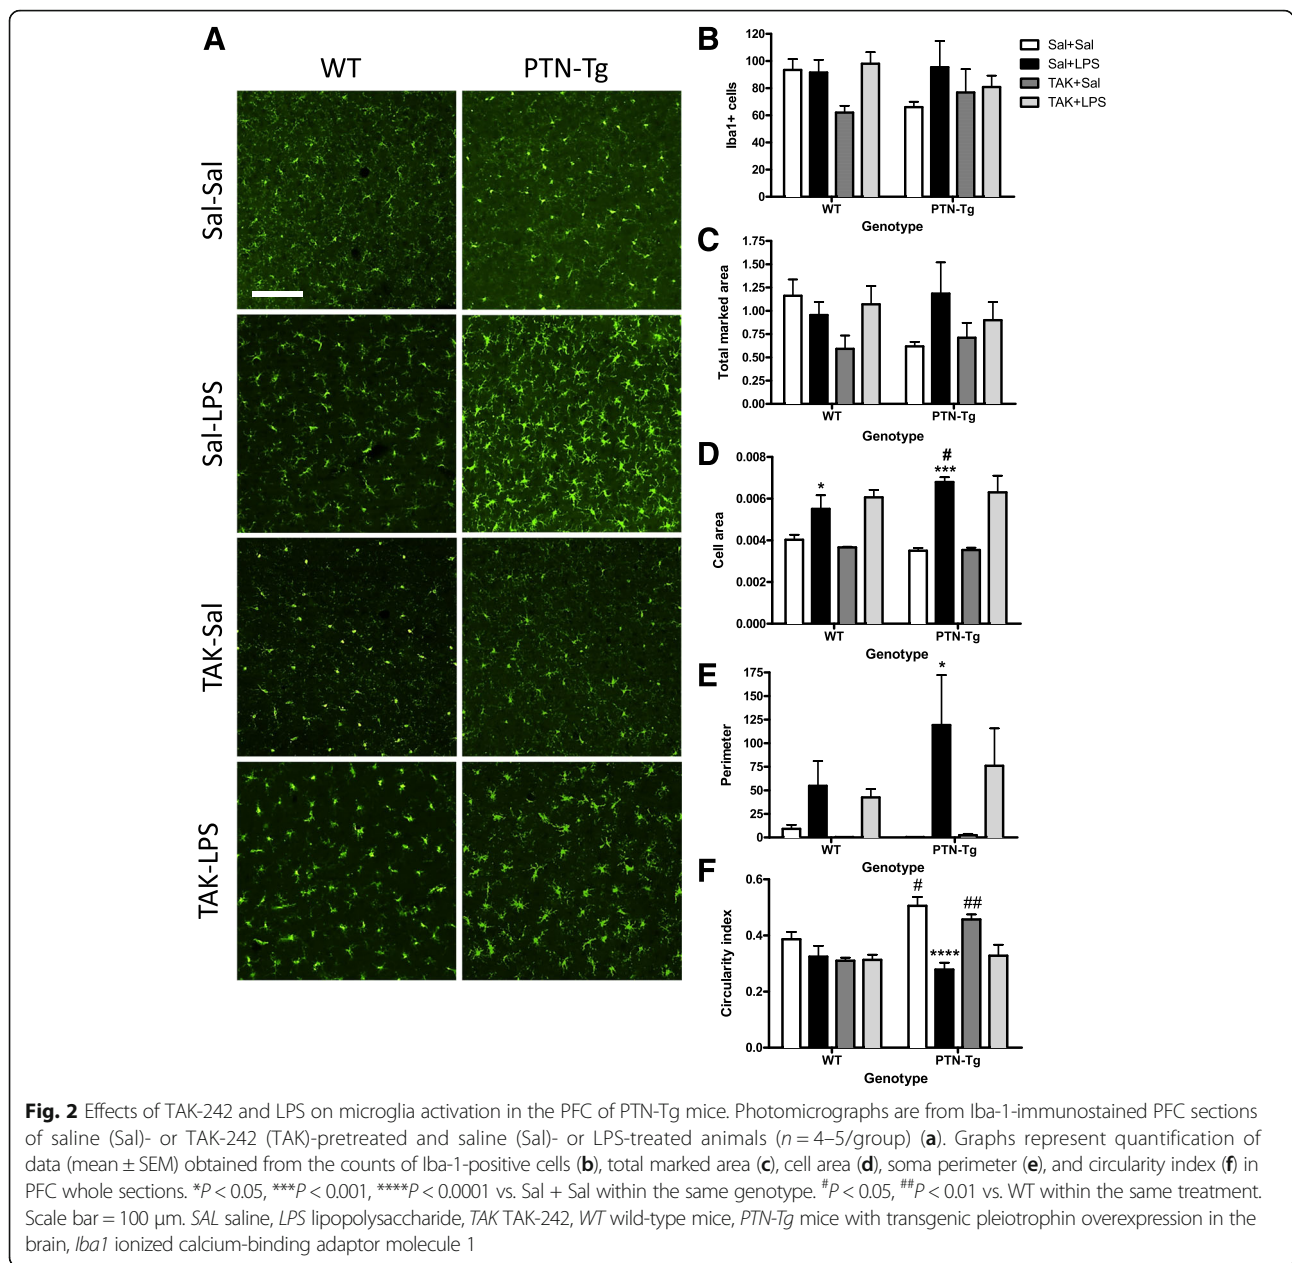 A
WT
PTN-Tg
Sal-Sal
Sal-LPS
TAK-Sal
TAK-LPS
B
120
100
80
60
40
20
0
Iba1+ cells
WT
PTN-Tg
Genotype
Sal+Sal
Sal+LPS
TAK+Sal
TAK+LPS
C
1.75
1.50
1.25
1.00
0.75
0.50
0.25
0.00
Total marked area
WT
PTN-Tg
Genotype
D
0.008
0.006
0.004
0.002
0.000
Cell area
*
#
***
WT
PTN-Tg
Genotype
E
175
150
125
100
75
50
25
0
Perimeter
*
WT
PTN-Tg
Genotype
F
0.6
0.4
0.2
0.0
Circularity index
#
****
##
WT
PTN-Tg
Genotype
Fig. 2 Effects of TAK-242 and LPS on microglia activation in the PFC of PTN-Tg mice. Photomicrographs are from Iba-1-immunostained PFC sections
of saline (Sal)- or TAK-242 (TAK)-pretreated and saline (Sal)- or LPS-treated animals (n = 4–5/group) (a). Graphs represent quantification of
data (mean ± SEM) obtained from the counts of Iba-1-positive cells (b), total marked area (c), cell area (d), soma perimeter (e), and circularity index (f) in
PFC whole sections. *P < 0.05, ***P < 0.001, ****P < 0.0001 vs. Sal + Sal within the same genotype. #P < 0.05, ##P < 0.01 vs. WT within the same treatment.
Scale bar = 100 μm. SAL saline, LPS lipopolysaccharide, TAK TAK-242, WT wild-type mice, PTN-Tg mice with transgenic pleiotrophin overexpression in the
brain, Iba1 ionized calcium-binding adaptor molecule 1